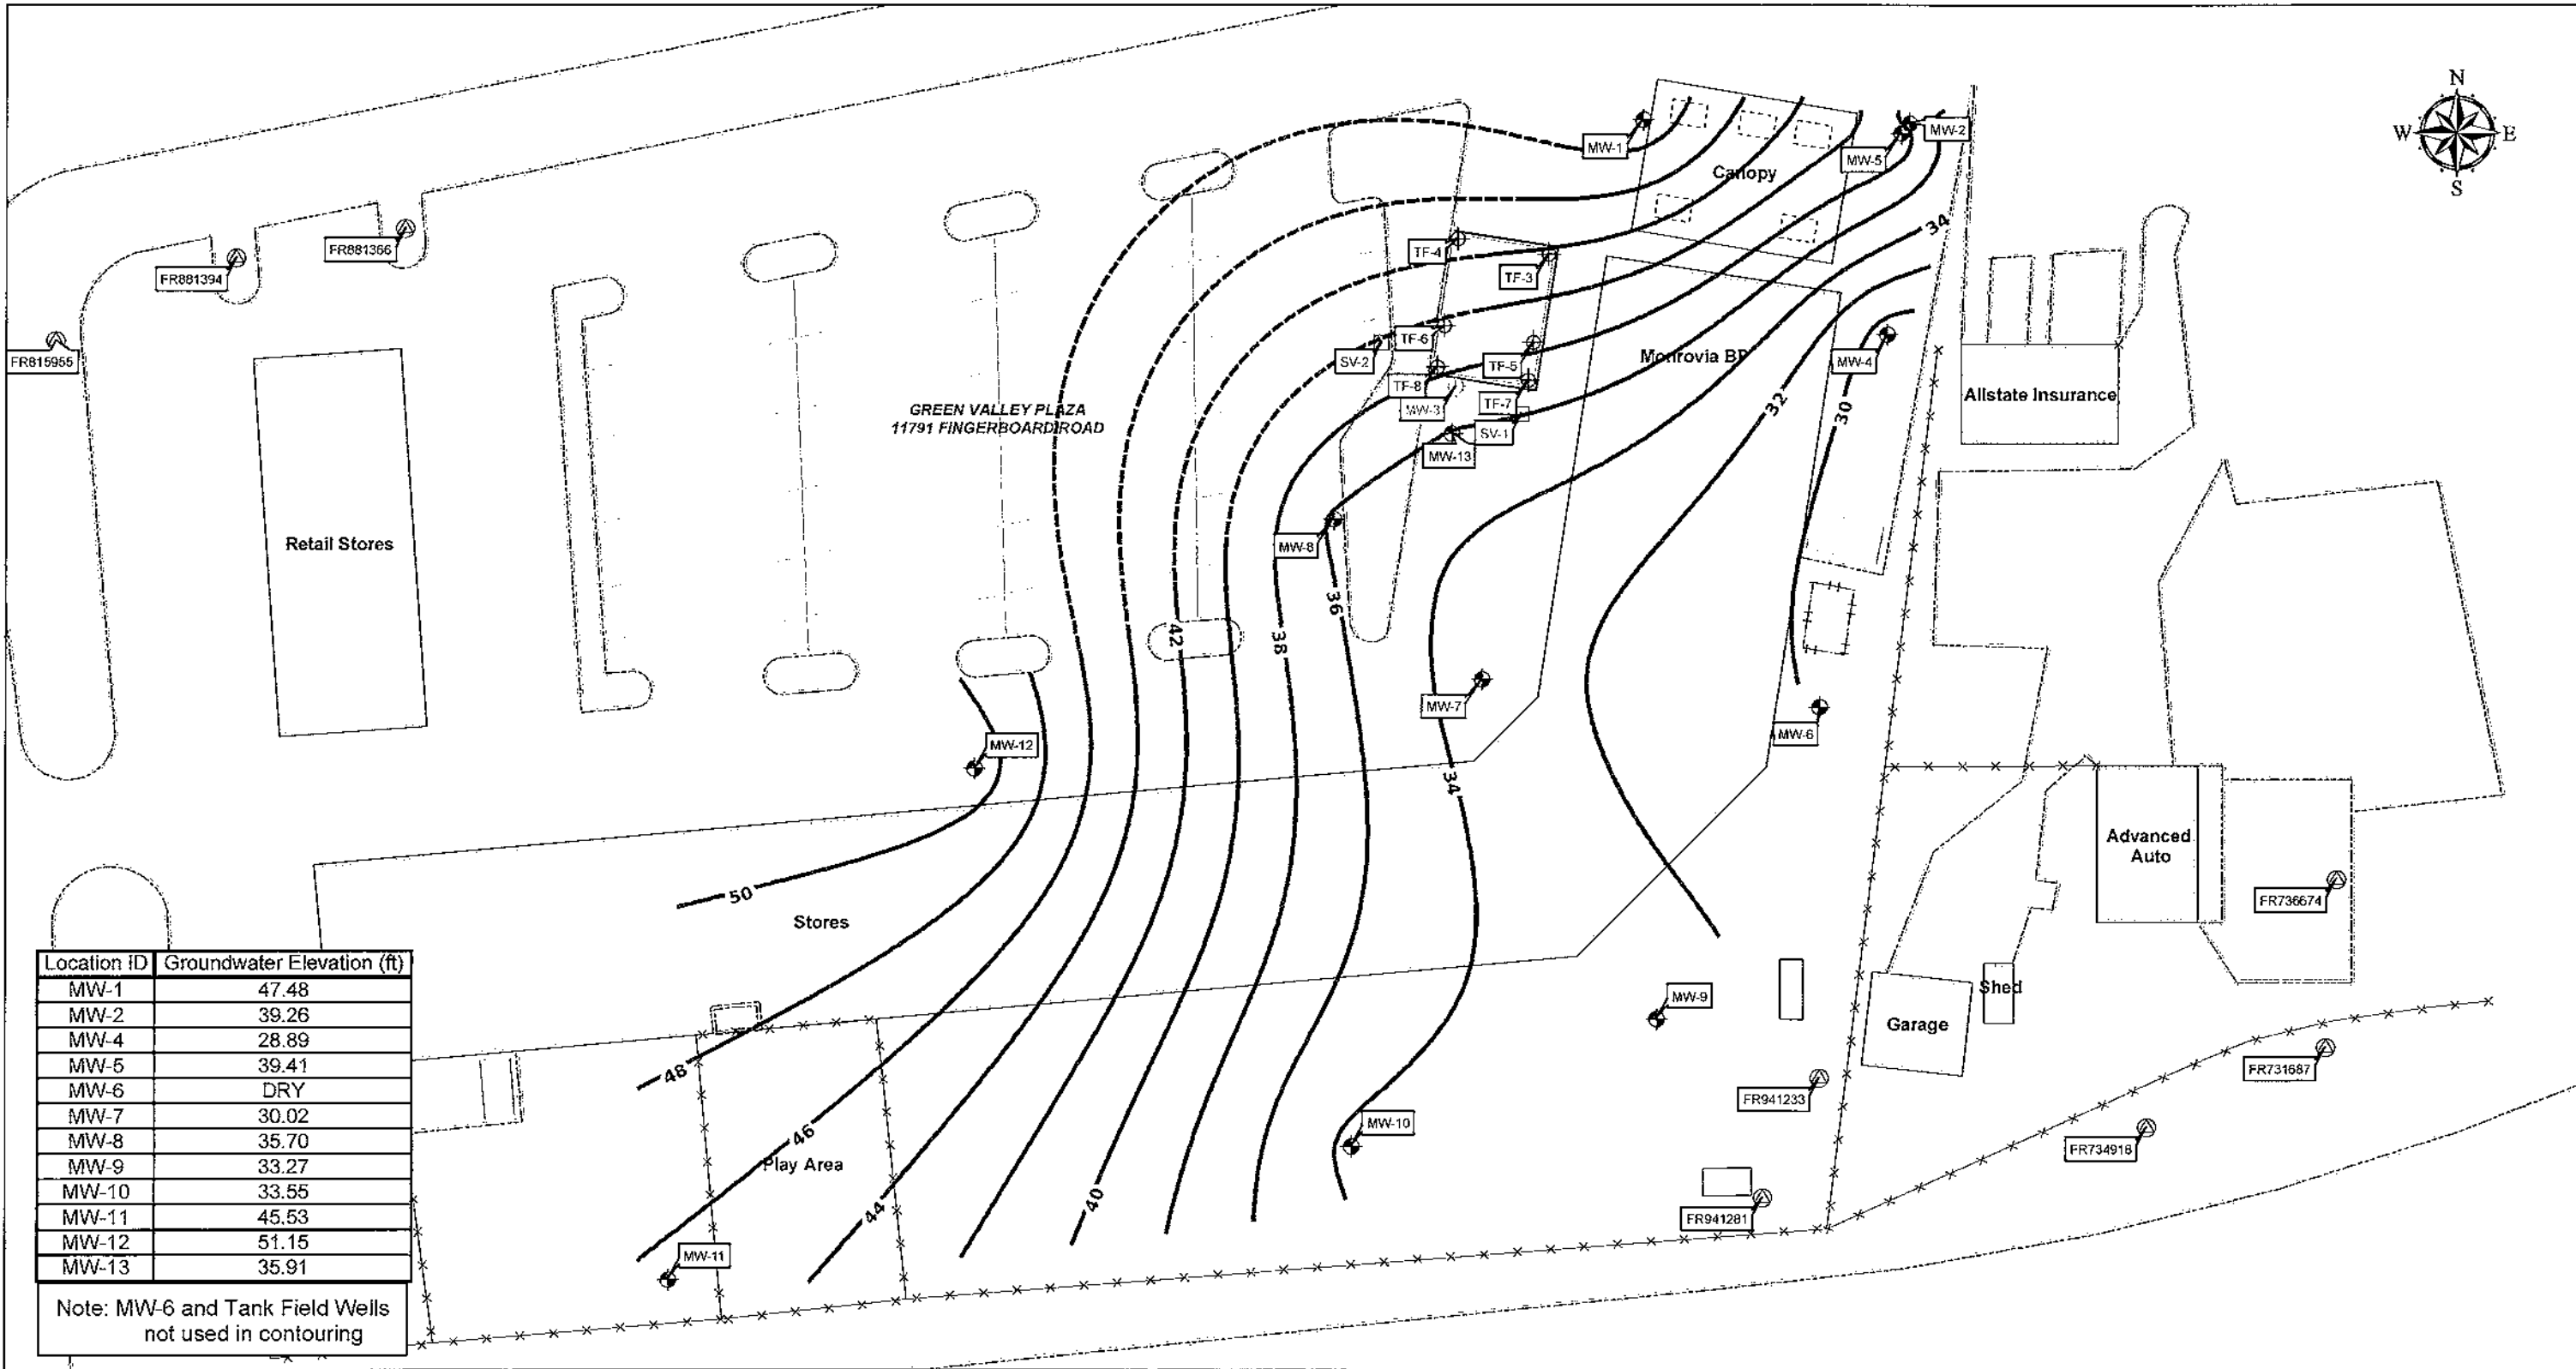 N
W E
S
MW-1
MW-2
MW-5
Canopy
FR881366
FR881394
FR815955
TF-4
TF-3
34
TF-6
SV-2
TF-5
TF-8
TF-7
MW-3
SV-1
MW-13
Monrovia BP
MW-4
32
30
Allstate Insurance
GREEN VALLEY PLAZA
11791 FINGERBOARD ROAD
Retail Stores
MW-8
36
42
38
MW-7
MW-6
MW-12
34
Advanced
Auto
FR736674
50
Stores
MW-9
Shed
Garage
48
46
Play Area
MW-10
FR941233
FR731687
FR734918
44
40
FR941281
MW-11
Location ID Groundwater Elevation (ft)
MW-1 47.48
MW-2 39.26
MW-4 28.89
MW-5 39.41
MW-6 DRY
MW-7 30.02
MW-8 35.70
MW-9 33.27
MW-10 33.55
MW-11 45.53
MW-12 51.15
MW-13 35.91
Note: MW-6 and Tank Field Wells
not used in contouring